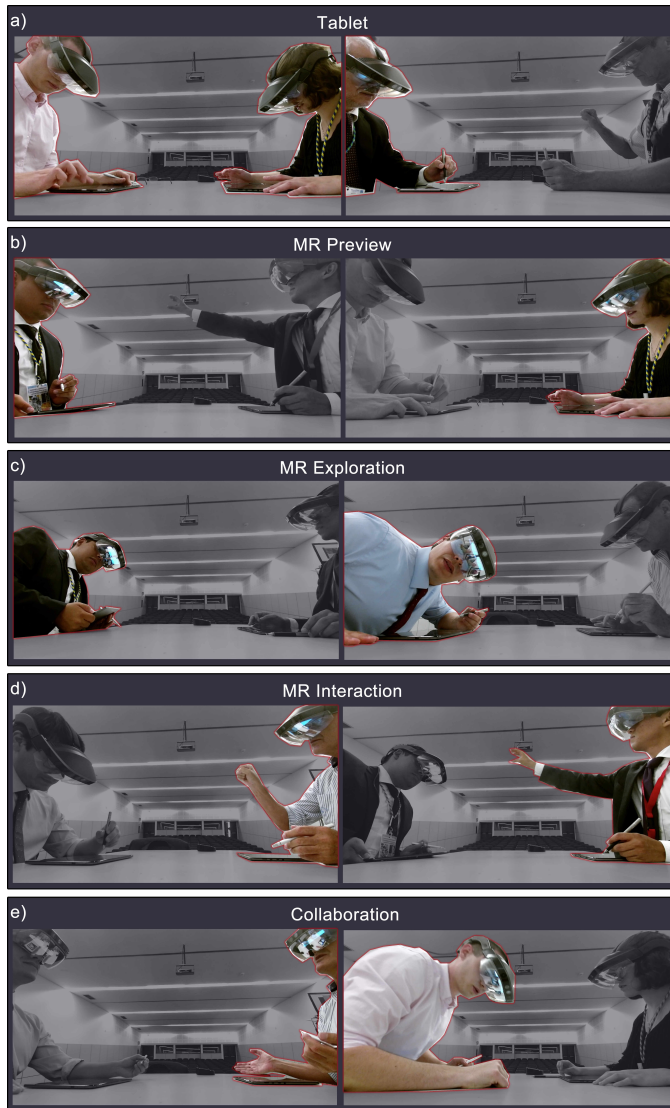 a)
Tablet
b)
MR Preview
c)
MR Exploration
d)
MR Interaction
e)
Collaboration